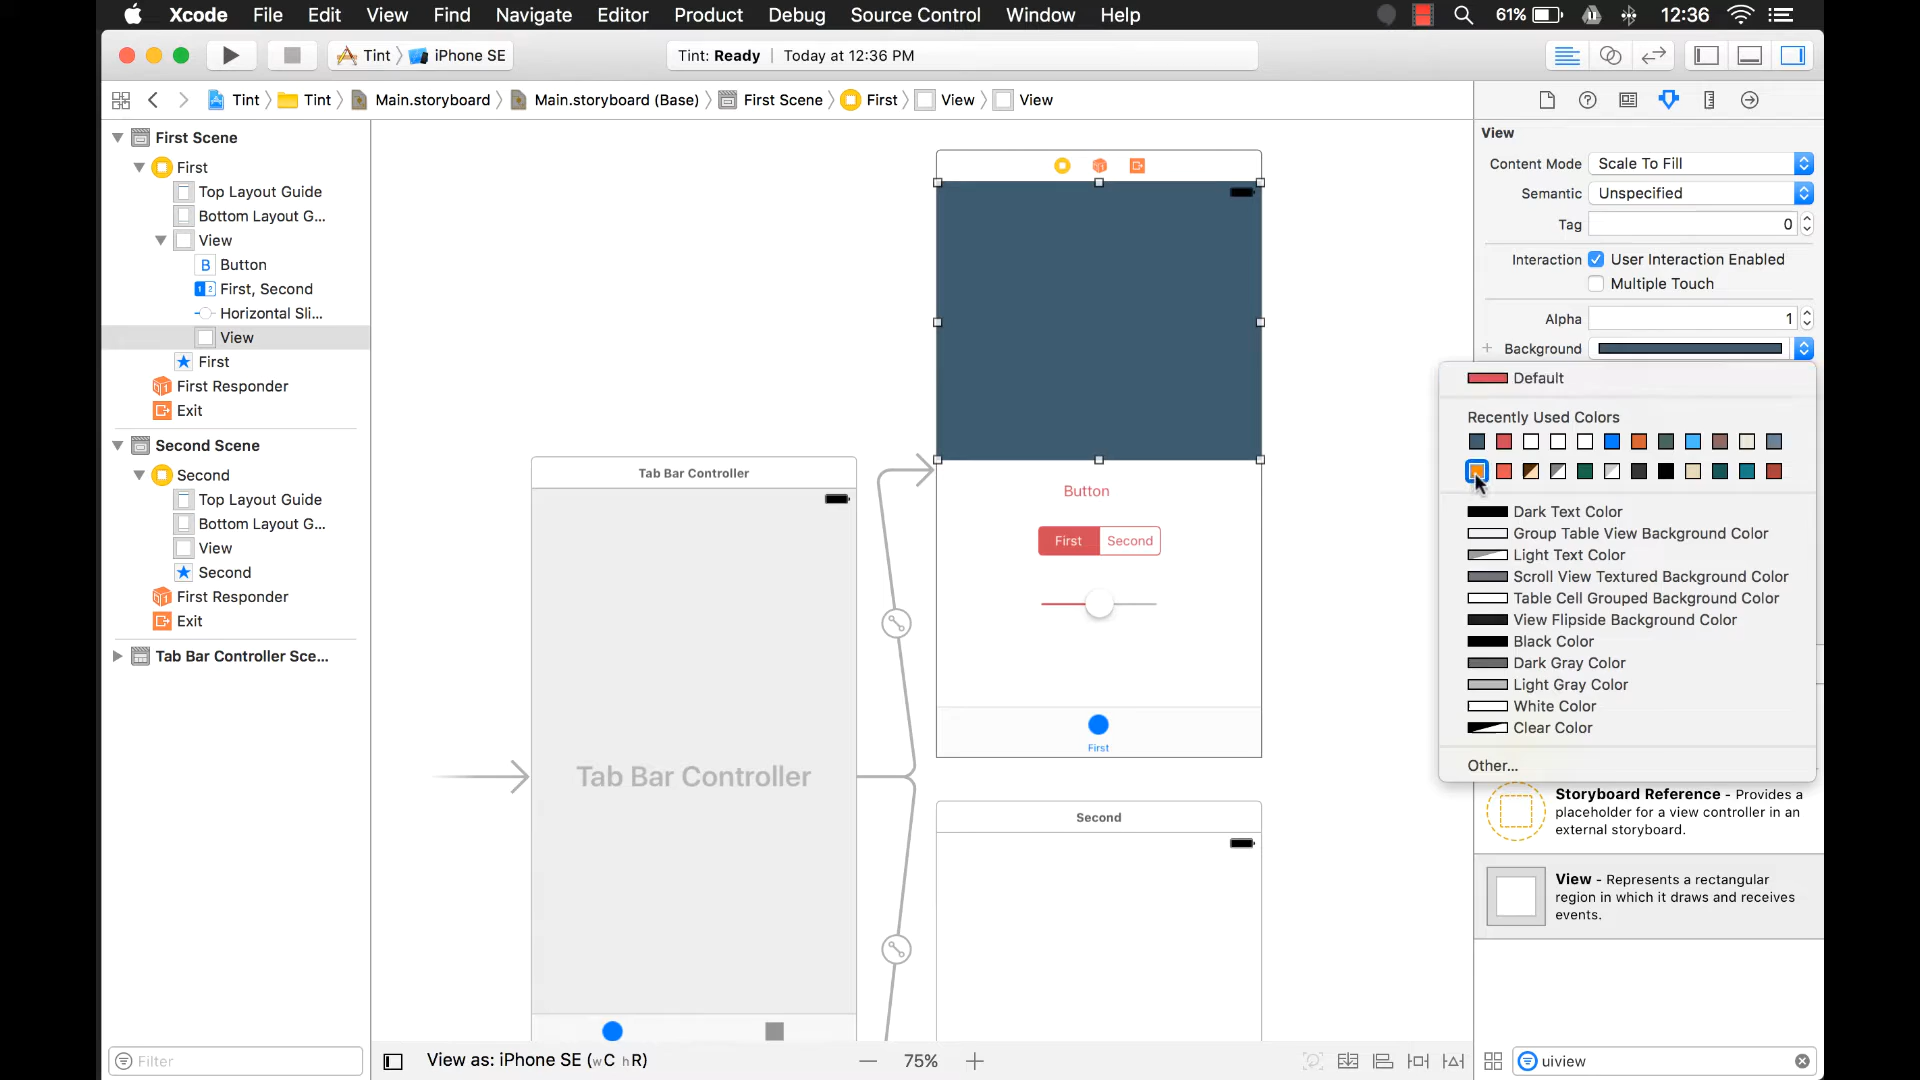 Xcode File Edit View Find Navigate Editor Product Debug Source Control Window Help 61% 12:36
Tint iPhone SE Tint: Ready Today at 12:36 PM
Tint Tint Main.storyboard Main.storyboard (Base) First Scene First View View
First Scene
First
Top Layout Guide
Bottom Layout G...
View
B Button
1 2 First, Second
Horizontal Sli...
View
First
First Responder
Exit
Second Scene
Second
Top Layout Guide
Bottom Layout G...
View
Second
First Responder
Exit
Tab Bar Controller Sce...
Filter
Tab Bar Controller
Tab Bar Controller
Button
First Second
First
Second
View as: iPhone SE (wC hR) 75%
View
Content Mode Scale To Fill
Semantic Unspecified
Tag 0
Interaction User Interaction Enabled
Multiple Touch
Alpha 1
Background
Default
Recently Used Colors
Dark Text Color
Group Table View Background Color
Light Text Color
Scroll View Textured Background Color
Table Cell Grouped Background Color
View Flipside Background Color
Black Color
Dark Gray Color
Light Gray Color
White Color
Clear Color
Other...
Storyboard Reference - Provides a
placeholder for a view controller in an
external storyboard.
View - Represents a rectangular
region in which it draws and receives
events.
uiview